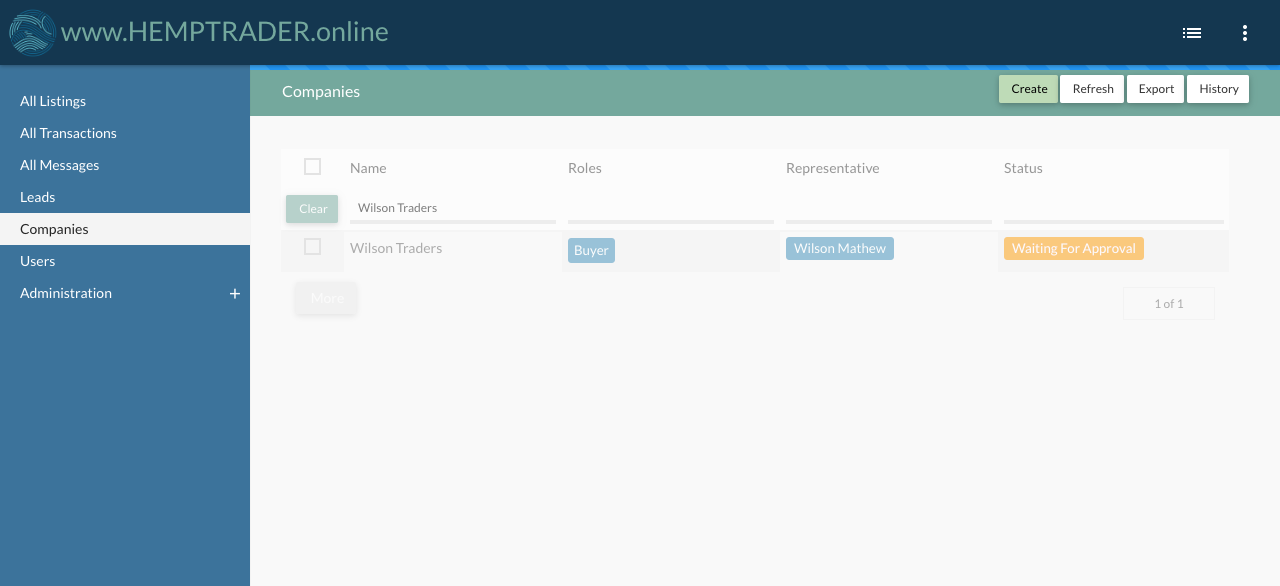 www.HEMPTRADER.online
All Listings
All Transactions
All Messages
Leads
Companies
Users
Administration
Companies
Create Refresh Export History
Name Roles Representative Status
Clear Wilson Traders
Wilson Traders Buyer Wilson Mathew Waiting For Approval
More 1 of 1